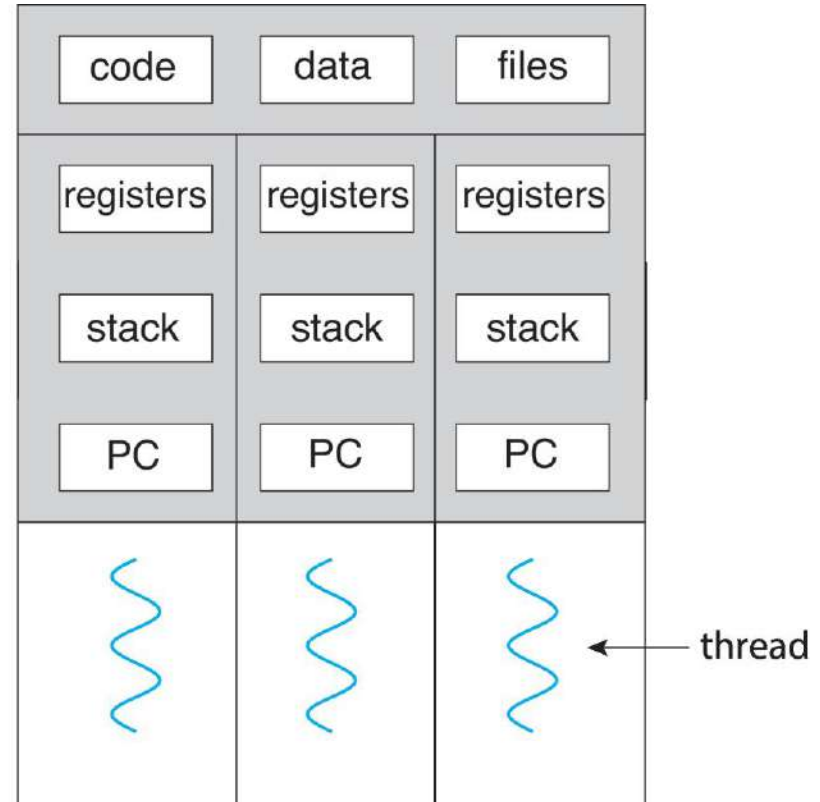 code data files
registers registers registers
stack stack stack
PC PC PC
thread